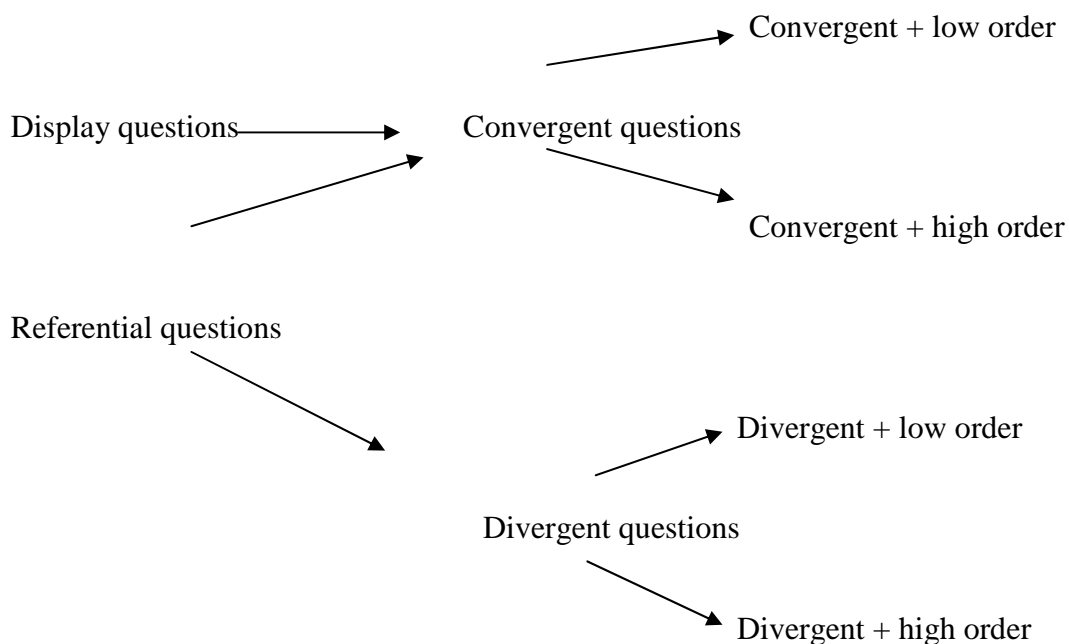 Convergent + low order
Display questions
Convergent questions
Convergent + high order
Referential questions
Divergent + low order
Divergent questions
Divergent + high order